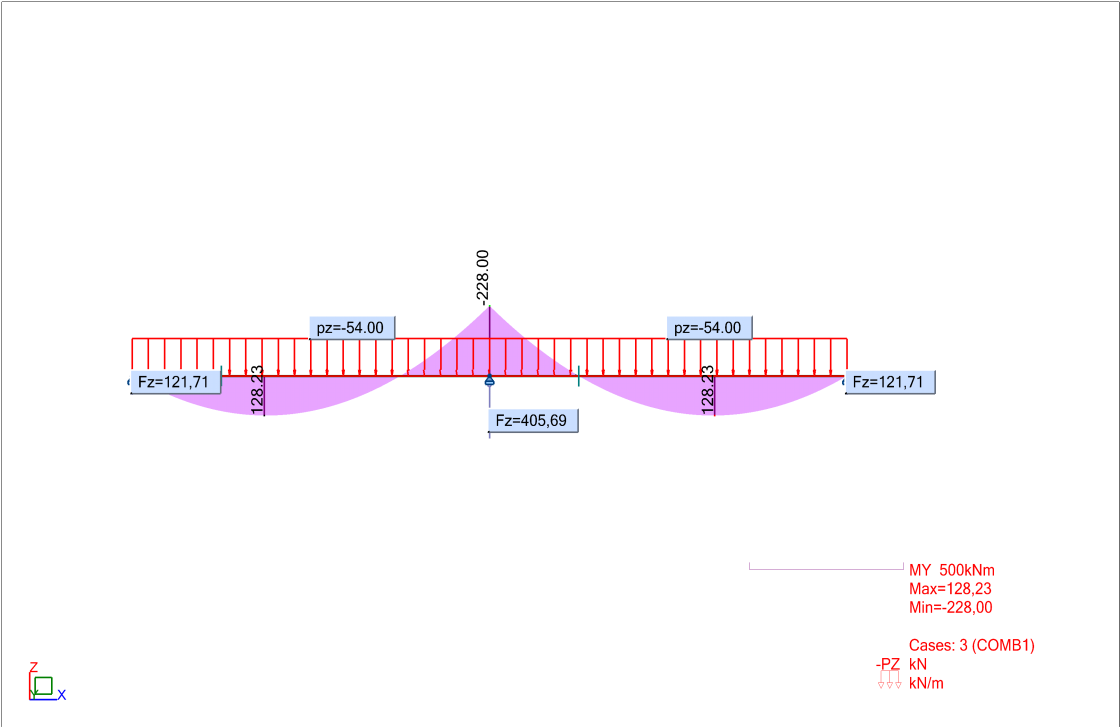 -228.00
pz=-54.00
pz=-54.00
Fz=121,71
128.23
128.23
Fz=121,71
Fz=405,69
MY 500kNm
Max=128,23
Min=-228,00
Cases: 3 (COMB1)
-PZ kN
kN/m
Z
Y
X